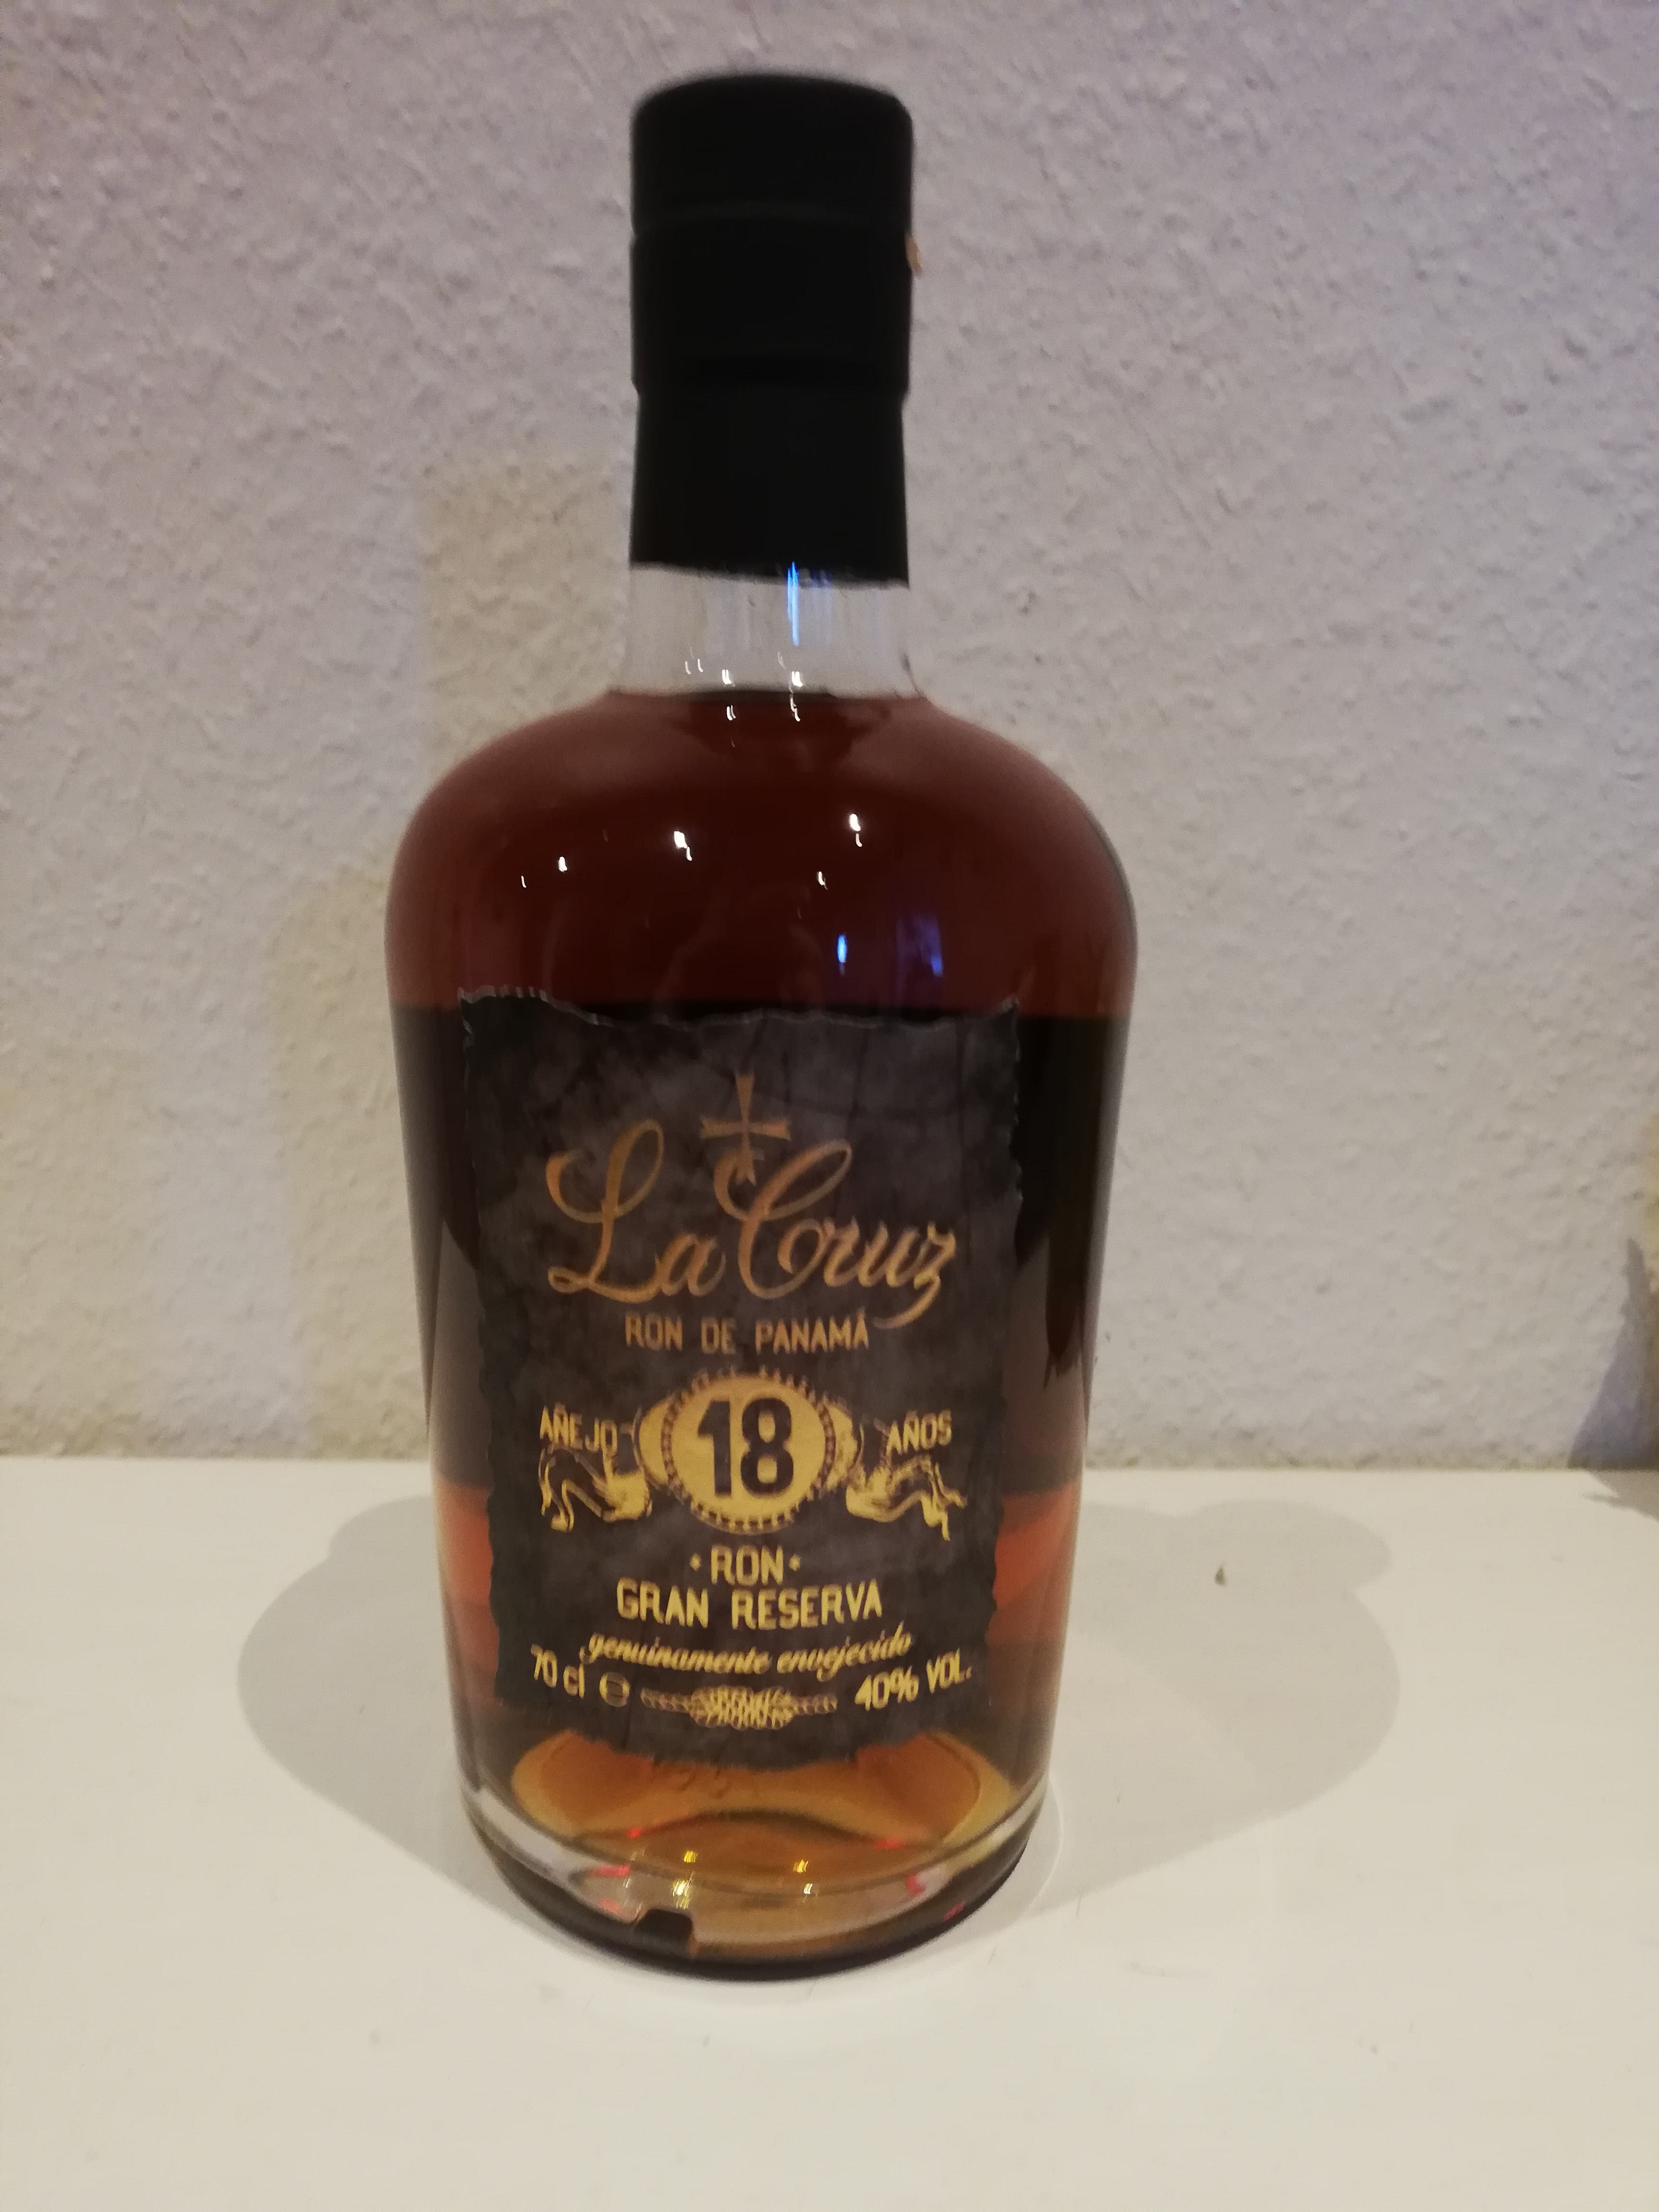 La Cruz
RON DE PANAMÁ
AÑEJO 18 AÑOS
• RON •
GRAN RESERVA
genuinamente envejecido
70 cl ℮ 40% VOL.